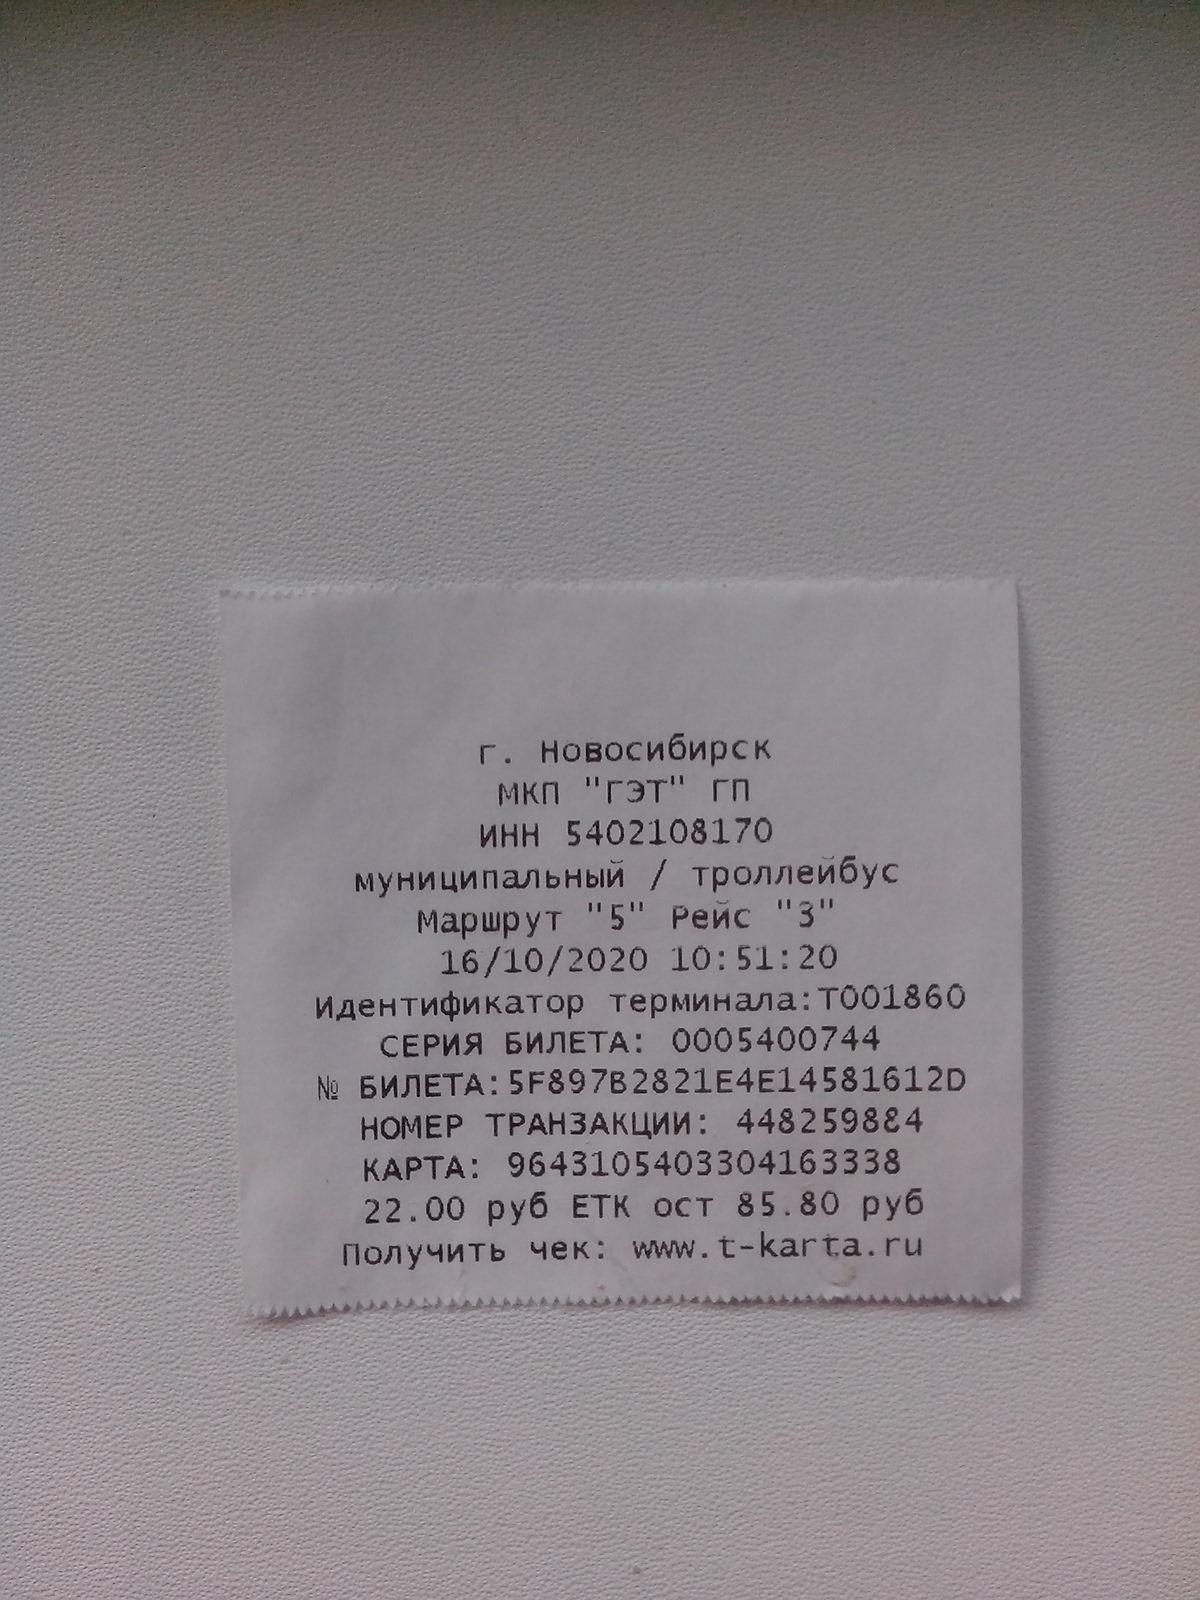 г. Новосибирск
МКП "ГЭТ" ГП
ИНН 5402108170
муниципальный / троллейбус
Маршрут "5" Рейс "3"
16/10/2020 10:51:20
Идентификатор терминала:T001860
СЕРИЯ БИЛЕТА: 0005400744
№ БИЛЕТА:5F897B2821E4E14581612D
НОМЕР ТРАНЗАКЦИИ: 448259884
КАРТА: 9643105403304163338
22.00 руб ЕТК ост 85.80 руб
Получить чек: www.t-karta.ru